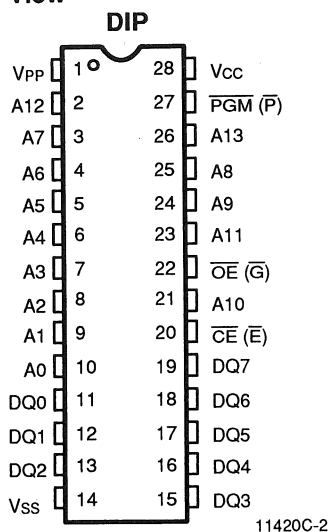 VIEW
DIP
VPP 1 28 VCC
A12 2 27 PGM (P)
A7 3 26 A13
A6 4 25 A8
A5 5 24 A9
A4 6 23 A11
A3 7 22 OE (G)
A2 8 21 A10
A1 9 20 CE (E)
A0 10 19 DQ7
DQ0 11 18 DQ6
DQ1 12 17 DQ5
DQ2 13 16 DQ4
VSS 14 15 DQ3
11420C-2